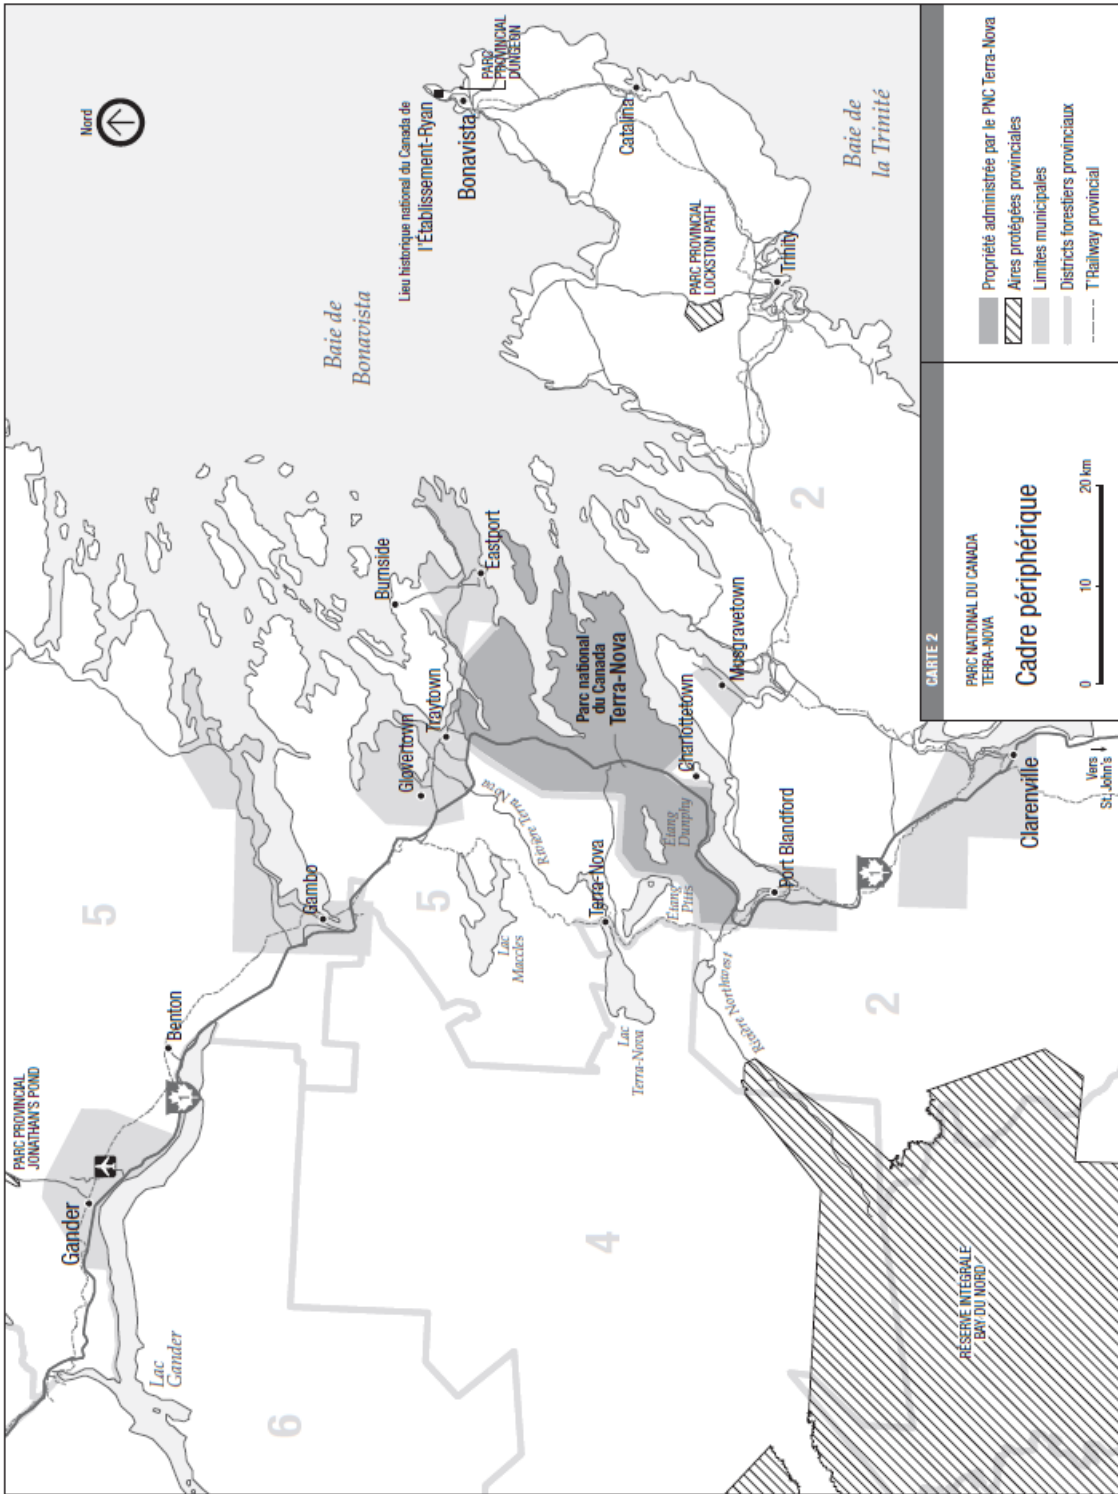 Nord
PARC PROVINCIAL
JONATHAN'S POND
Gander
Lac
Gander
Benton
1
5
6
Gambo
5
Lac
Maccles
Glovertown
Traytown
Burnside
Eastport
Baie de
Bonavista
Lieu historique national du Canada de
l'Établissement-Ryan
Bonavista
PARC
PROVINCIAL
DUNGEON
Catalina
Baie de
la Trinité
PARC PROVINCIAL
LOCKSTON PATH
Trinity
Rivière Terra Nova
Terra-Nova
Lac
Terra-Nova
Parc national
du Canada
Terra-Nova
Étang
Dunphy
Étang
Pitts
Charlottetown
Musgravetown
Port Blandford
Rivière Northwest
4
2
2
1
Clarenville
Vers
St. John's
RÉSERVE INTÉGRALE
BAY DU NORD
CARTE 2
PARC NATIONAL DU CANADA
TERRA-NOVA
Cadre périphérique
0 10 20 km
Propriété administrée par le PNC Terra-Nova
Aires protégées provinciales
Limites municipales
Districts forestiers provinciaux
T'Railway provincial